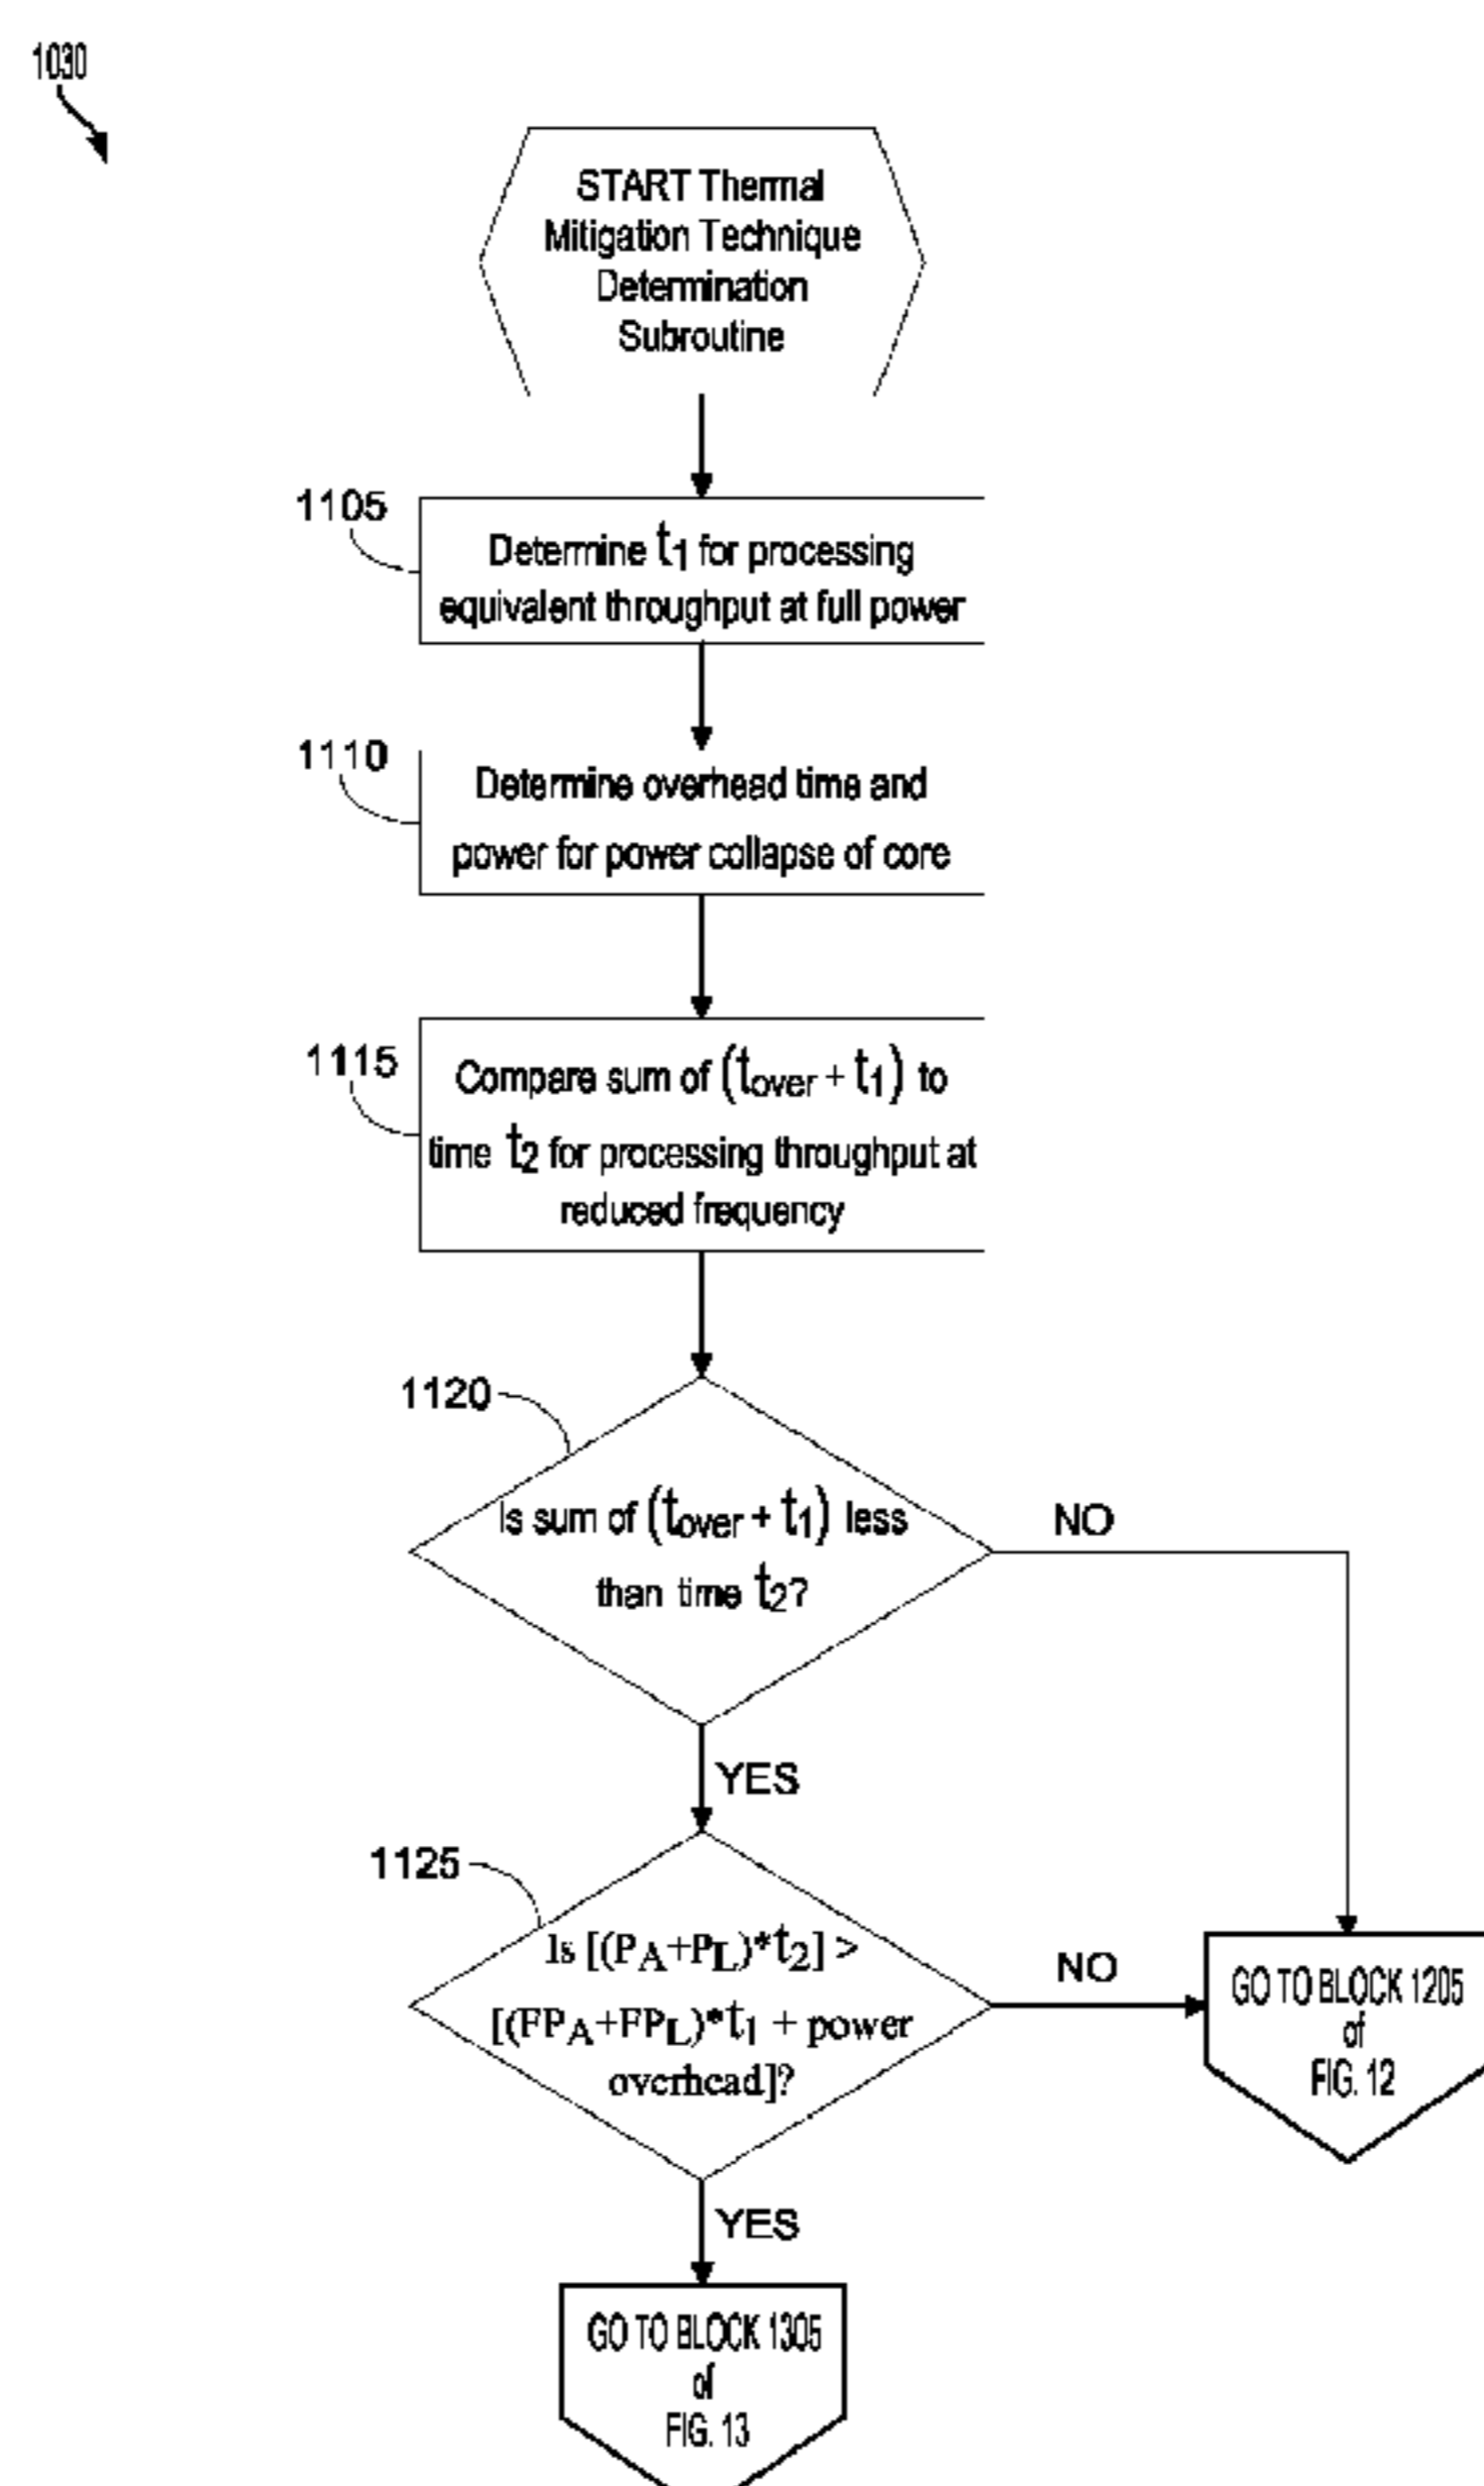 1030
START Thermal
Mitigation Technique
Determination
Subroutine
1105
Determine t1 for processing
equivalent throughput at full power
1110
Determine overhead time and
power for power collapse of core
1115
Compare sum of (tover + t1) to
time t2 for processing throughput at
reduced frequency
1120
Is sum of (tover + t1) less
than time t2?
NO
YES
1125
Is [(PA+PL)*t2] >
[(FPA+FPL)*t1 + power
overhead]?
NO
GO TO BLOCK 1205
of
FIG. 12
YES
GO TO BLOCK 1305
of
FIG. 13